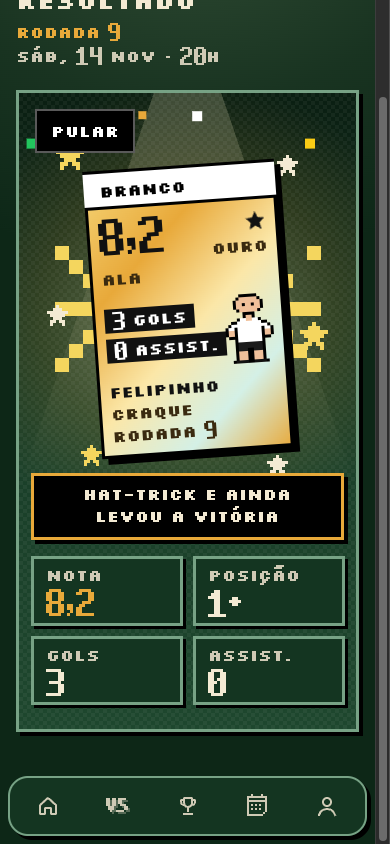 RESULTADO
RODADA 9
SÁB, 14 NOV · 20H
PULAR
BRANCO
8,2
OURO
ALA
3 GOLS
0 ASSIST.
FELIPINHO
CRAQUE
RODADA 9
HAT-TRICK E AINDA
LEVOU A VITÓRIA
NOTA
8,2
POSIÇÃO
1º
GOLS
3
ASSIST.
0
VS